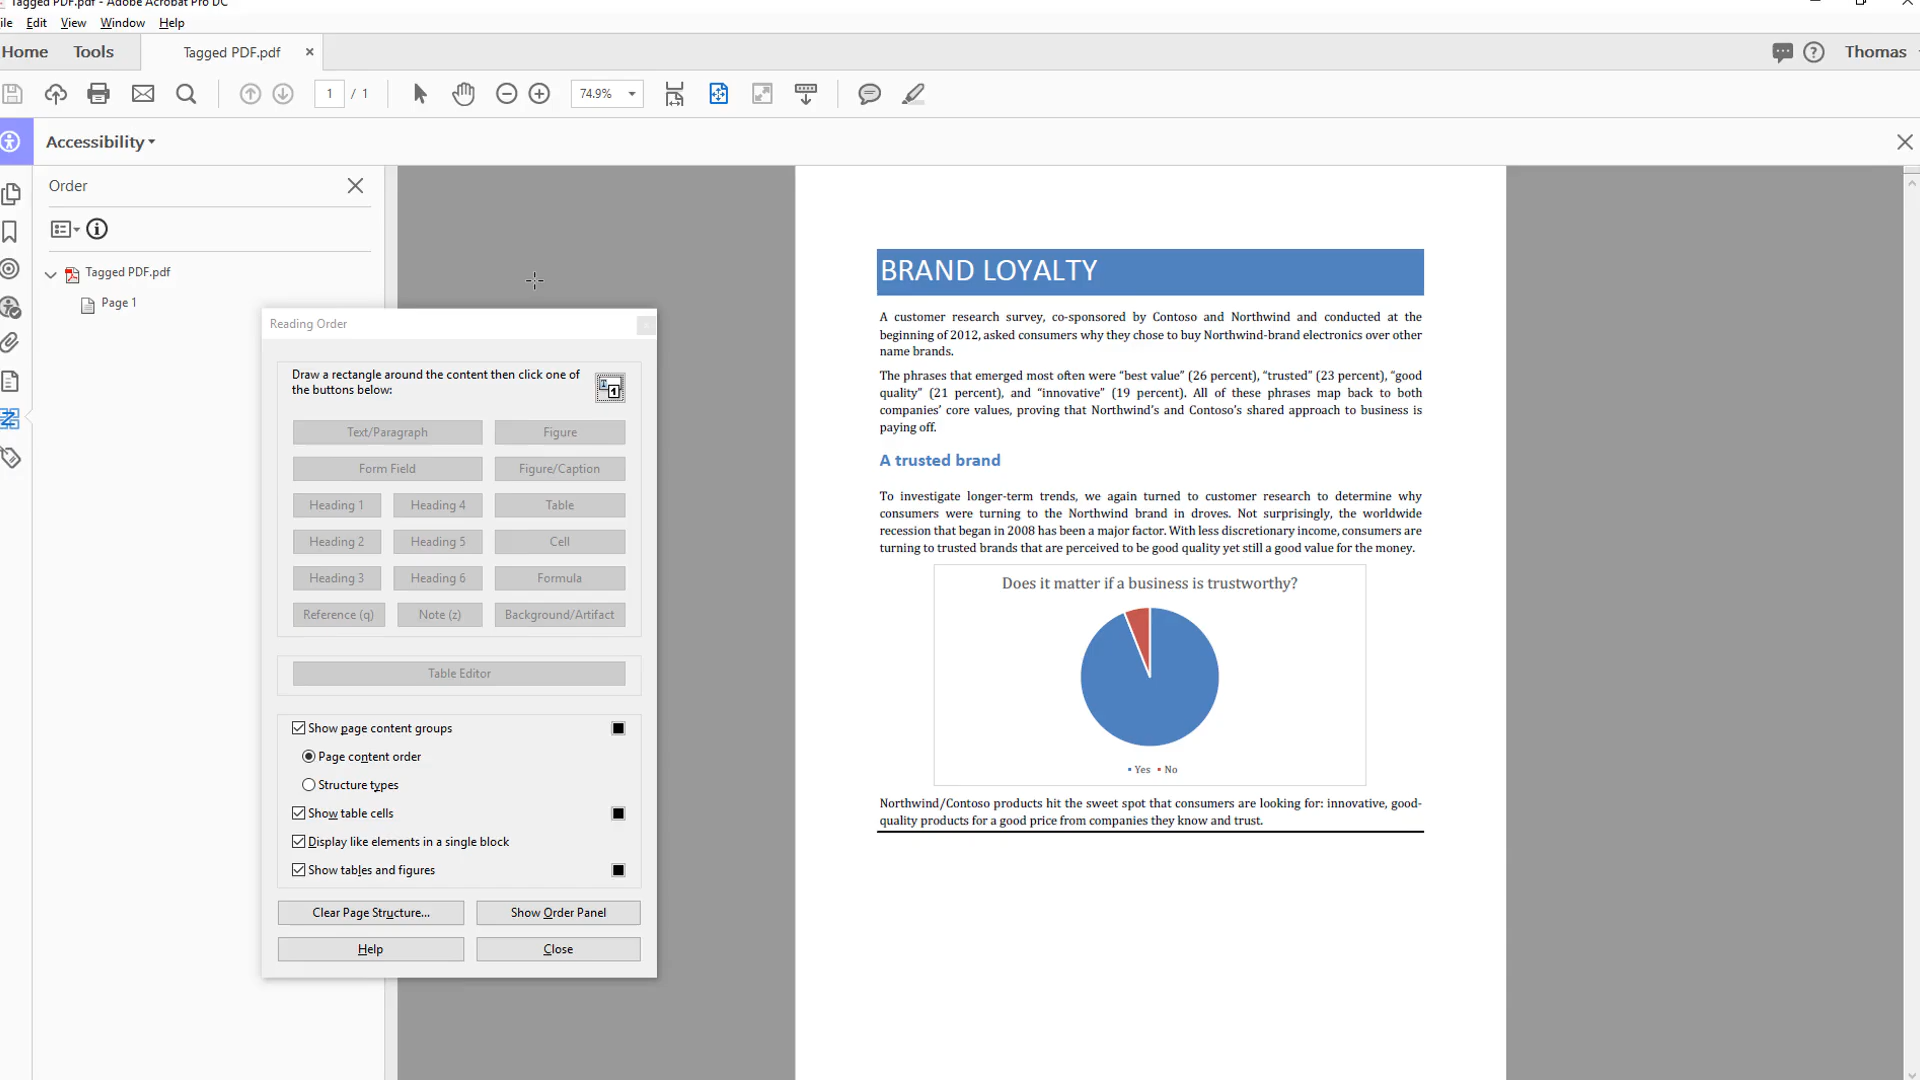 Tagged PDF.pdf - Adobe Acrobat Pro DC
ile Edit View Window Help
Home Tools Tagged PDF.pdf Thomas
1 / 1 74.9%
Accessibility
Order
Tagged PDF.pdf
Page 1
Reading Order
Draw a rectangle around the content then click one of
the buttons below:
Text/Paragraph Figure
Form Field Figure/Caption
Heading 1 Heading 4 Table
Heading 2 Heading 5 Cell
Heading 3 Heading 6 Formula
Reference (q) Note (z) Background/Artifact
Table Editor
Show page content groups
Page content order
Structure types
Show table cells
Display like elements in a single block
Show tables and figures
Clear Page Structure... Show Order Panel
Help Close
BRAND LOYALTY
A customer research survey, co-sponsored by Contoso and Northwind and conducted at the
beginning of 2012, asked consumers why they chose to buy Northwind-brand electronics over other
name brands.
The phrases that emerged most often were “best value” (26 percent), “trusted” (23 percent), “good
quality” (21 percent), and “innovative” (19 percent). All of these phrases map back to both
companies’ core values, proving that Northwind’s and Contoso’s shared approach to business is
paying off.
A trusted brand
To investigate longer-term trends, we again turned to customer research to determine why
consumers were turning to the Northwind brand in droves. Not surprisingly, the worldwide
recession that began in 2008 has been a major factor. With less discretionary income, consumers are
turning to trusted brands that are perceived to be good quality yet still a good value for the money.
Does it matter if a business is trustworthy?
Yes No
Northwind/Contoso products hit the sweet spot that consumers are looking for: innovative, good-
quality products for a good price from companies they know and trust.